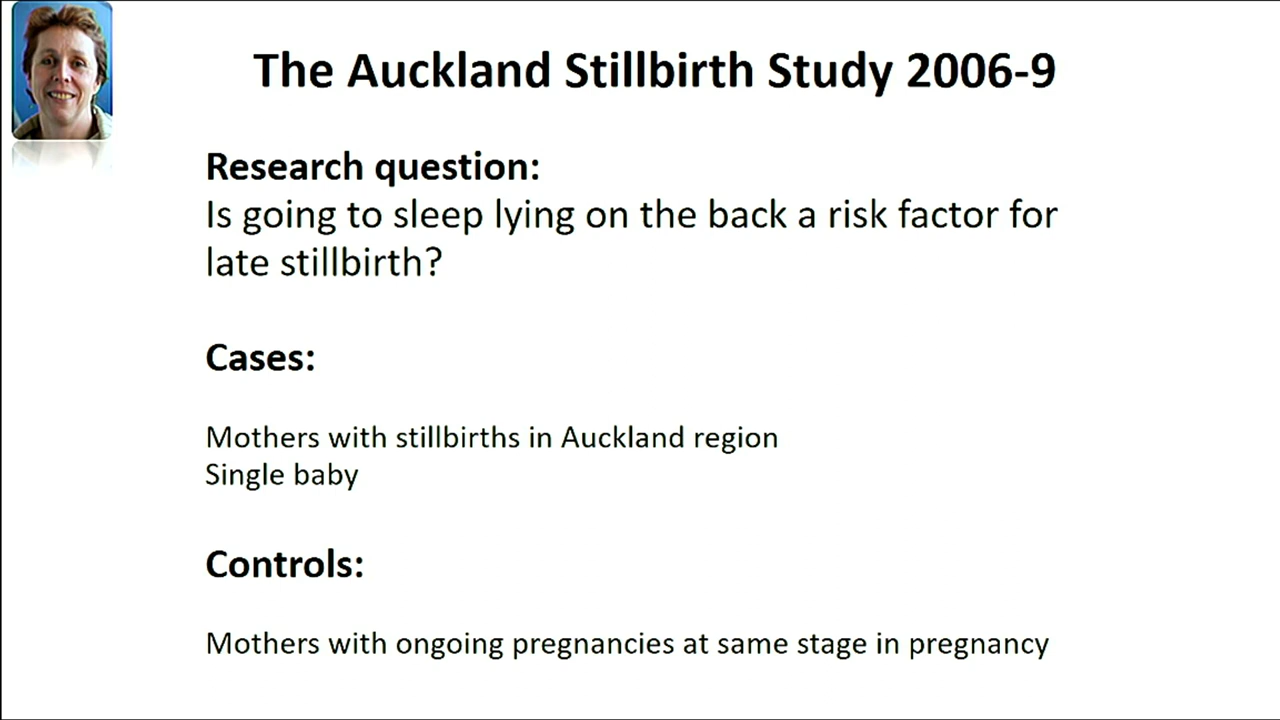 The Auckland Stillbirth Study 2006-9
Research question:
Is going to sleep lying on the back a risk factor for
late stillbirth?
Cases:
Mothers with stillbirths in Auckland region
Single baby
Controls:
Mothers with ongoing pregnancies at same stage in pregnancy